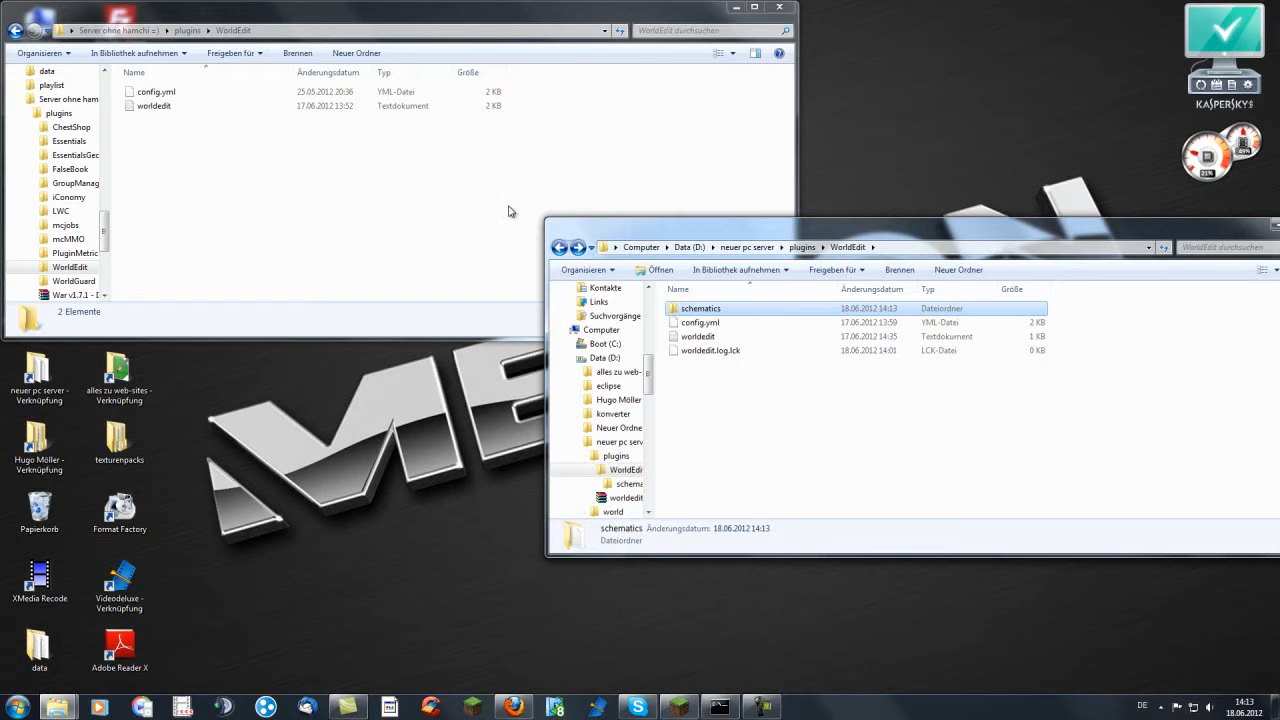 Server ohne hamchi =) ▸ plugins ▸ WorldEdit
WorldEdit durchsuchen
Organisieren
In Bibliothek aufnehmen
Freigeben für
Brennen
Neuer Ordner
Name
Änderungsdatum
Typ
Größe
config.yml
25.05.2012 20:36
YML-Datei
2 KB
worldedit
17.06.2012 13:52
Textdokument
2 KB
data
playlist
Server ohne ham
plugins
ChestShop
Essentials
EssentialsGeo
FalseBook
GroupManag
iConomy
LWC
mcjobs
mcMMO
PluginMetric
WorldEdit
WorldGuard
War v1.7.1 - D
2 Elemente
Computer ▸ Data (D:) ▸ neuer pc server ▸ plugins ▸ WorldEdit ▸
WorldEdit durchsuchen
Organisieren
Öffnen
In Bibliothek aufnehmen
Freigeben für
Brennen
Neuer Ordner
Name
Änderungsdatum
Typ
Größe
schematics
18.06.2012 14:13
Dateiordner
config.yml
17.06.2012 13:59
YML-Datei
2 KB
worldedit
17.06.2012 14:35
Textdokument
1 KB
worldedit.log.lck
18.06.2012 14:01
LCK-Datei
0 KB
Kontakte
Links
Suchvorgänge
Computer
Boot (C:)
Data (D:)
alles zu web-
eclipse
Hugo Möller
konverter
Neuer Ordne
neuer pc serv
plugins
WorldEdi
schema
worldedit
world
schematics
Änderungsdatum: 18.06.2012 14:13
Dateiordner
KASPERSKY
21%
49%
neuer pc server -
Verknüpfung
alles zu web-sites -
Verknüpfung
Hugo Möller -
Verknüpfung
texturenpacks
Papierkorb
Format Factory
XMedia Recode
Videodeluxe -
Verknüpfung
data
Adobe Reader X
DE
14:13
18.06.2012